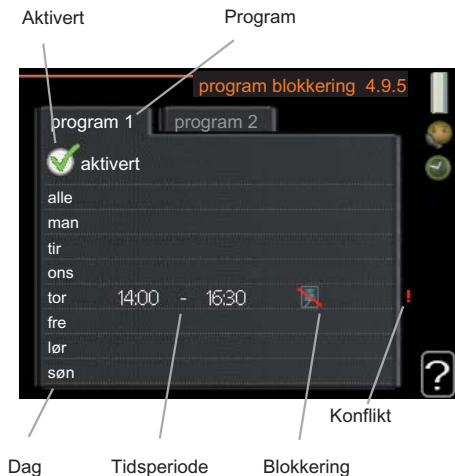 Aktivert Program
program blokkering 4.9.5
program 1 program 2
aktivert
alle
man
tir
ons
tor 14:00 - 16:30 !
fre
lør
søn
?
Konflikt
Dag Tidsperiode Blokkering